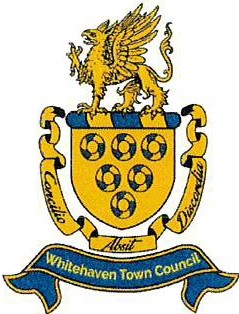 Concilio
Absit
Discordia
Whitehaven Town Council